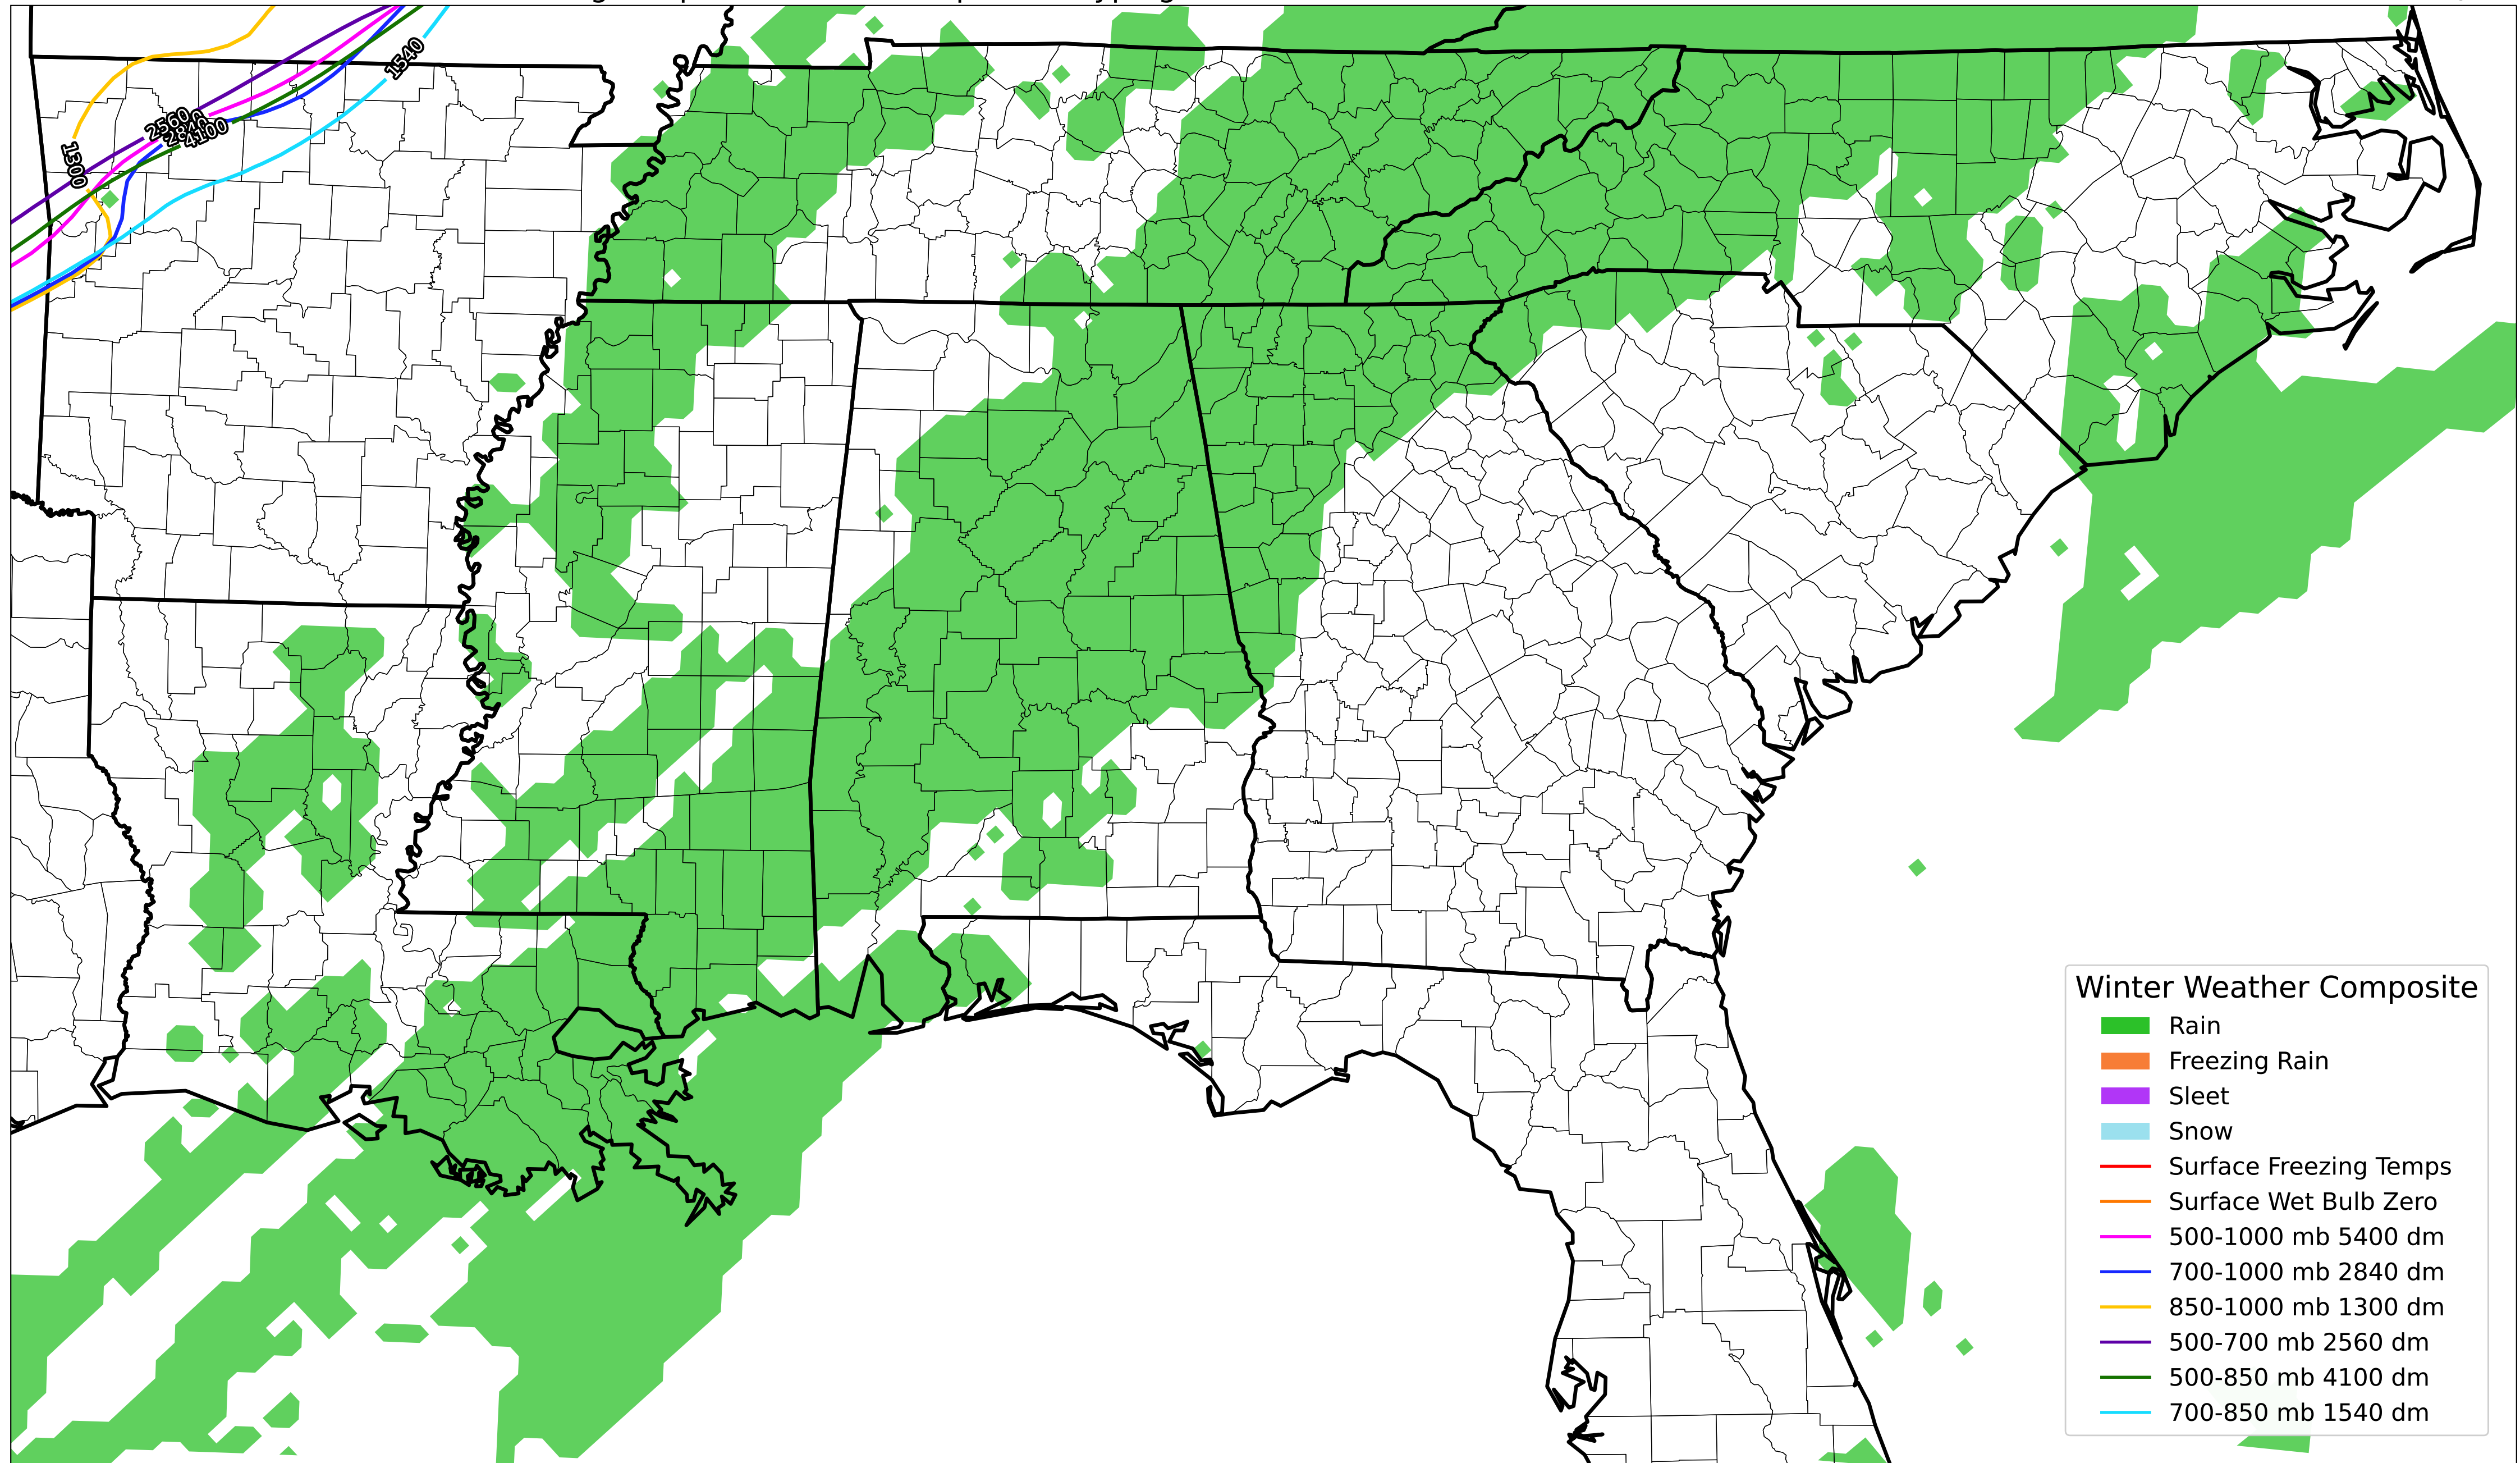 1540
2560
2840
4100
1300
Winter Weather Composite
Rain
Freezing Rain
Sleet
Snow
Surface Freezing Temps
Surface Wet Bulb Zero
500-1000 mb 5400 dm
700-1000 mb 2840 dm
850-1000 mb 1300 dm
500-700 mb 2560 dm
500-850 mb 4100 dm
700-850 mb 1540 dm